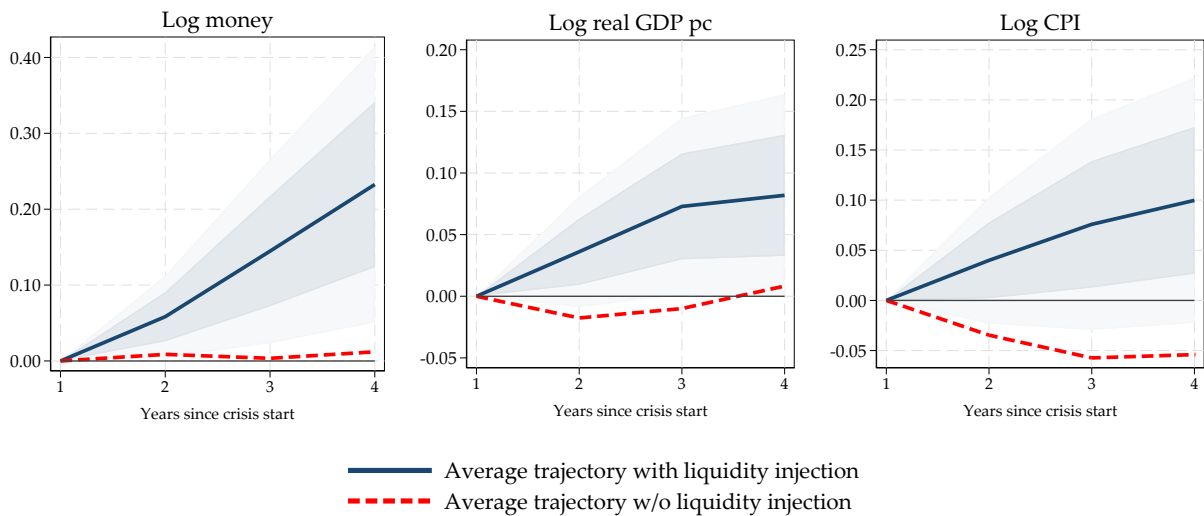 Log money
0.40
0.30
0.20
0.10
0.00
1 2 3 4
Years since crisis start
Log real GDP pc
0.20
0.15
0.10
0.05
0.00
-0.05
1 2 3 4
Years since crisis start
Log CPI
0.25
0.20
0.15
0.10
0.05
0.00
-0.05
1 2 3 4
Years since crisis start
Average trajectory with liquidity injection
Average trajectory w/o liquidity injection